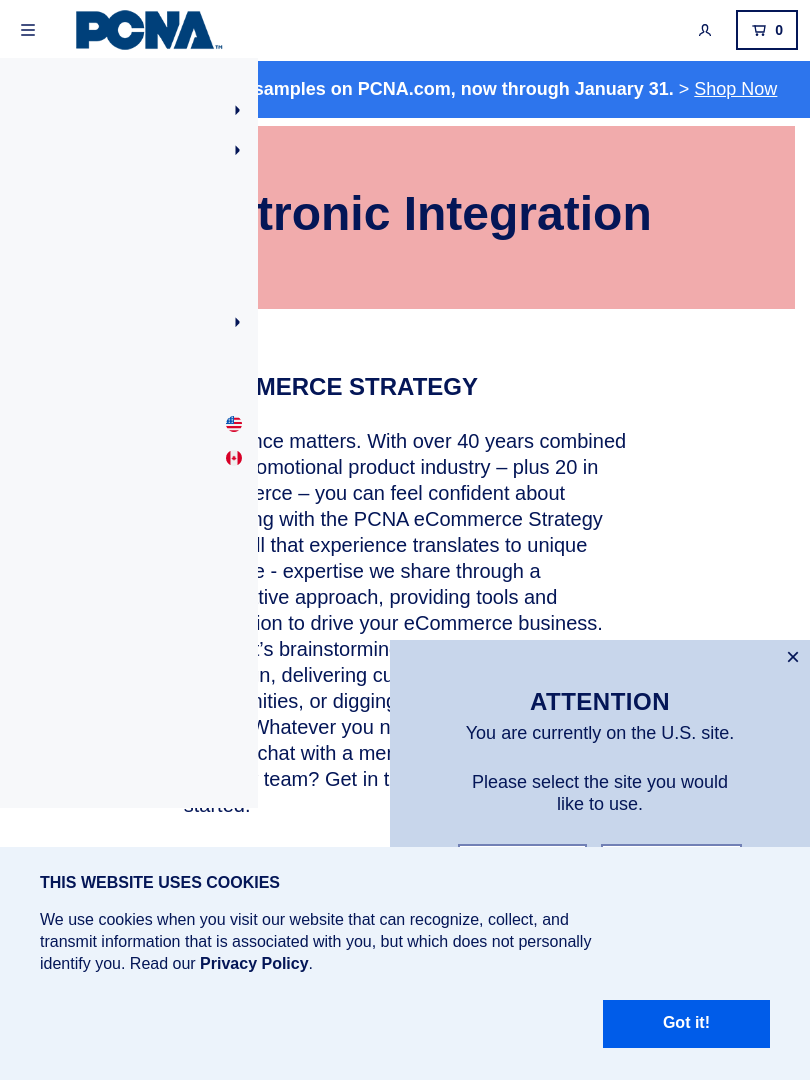 PCNA™
0
samples on PCNA.com, now through January 31. > Shop Now
tronic Integration
MERCE STRATEGY
nce matters. With over 40 years combined
omotional product industry – plus 20 in
erce – you can feel confident about
ng with the PCNA eCommerce Strategy
ll that experience translates to unique
e - expertise we share through a
tive approach, providing tools and
ion to drive your eCommerce business.
t’s brainstorming
n, delivering cu
nities, or digging
Whatever you n
chat with a mem
team? Get in t
started.
ATTENTION
You are currently on the U.S. site.
Please select the site you would
like to use.
THIS WEBSITE USES COOKIES
We use cookies when you visit our website that can recognize, collect, and
transmit information that is associated with you, but which does not personally
identify you. Read our Privacy Policy.
Got it!